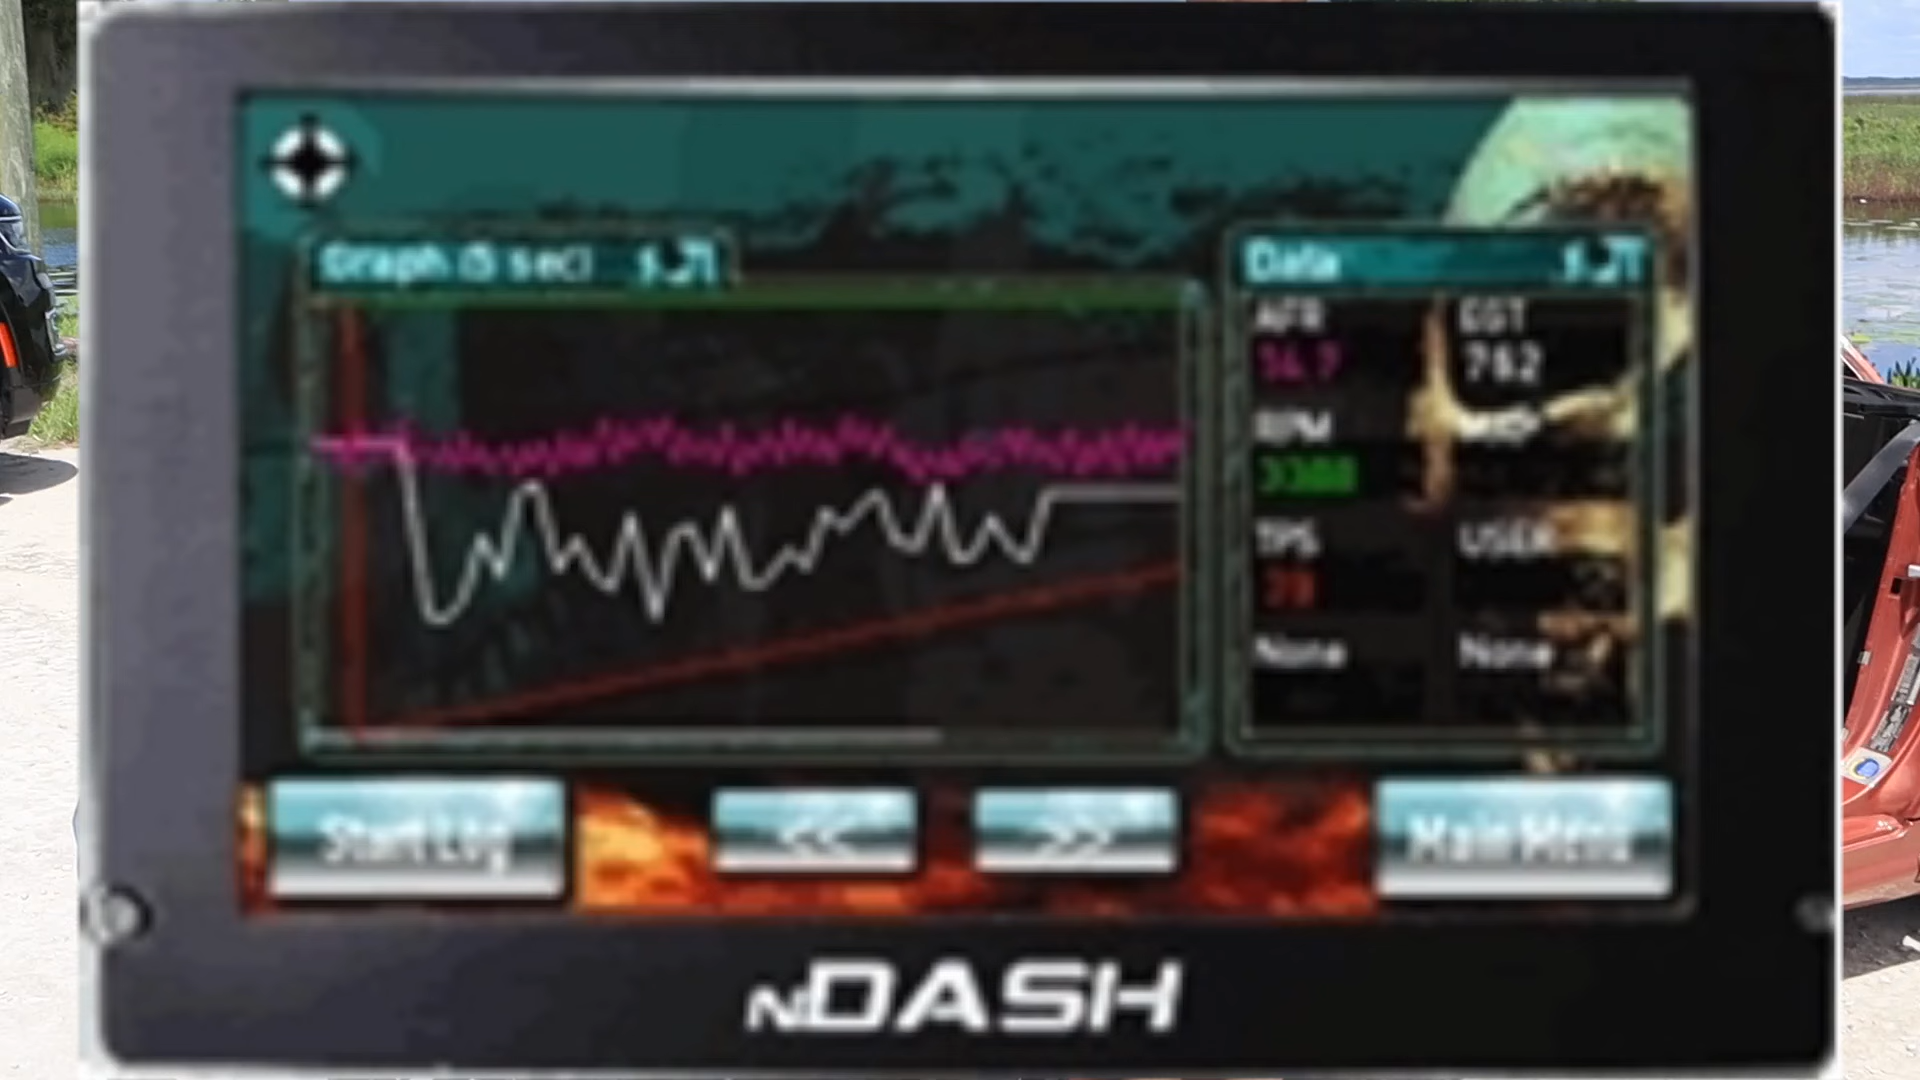 Graph (5 sec)
Data
AFR
EGT
14.7
762
RPM
TPS
USER
None
None
Start Log
<<
>>
Main Menu
NDASH